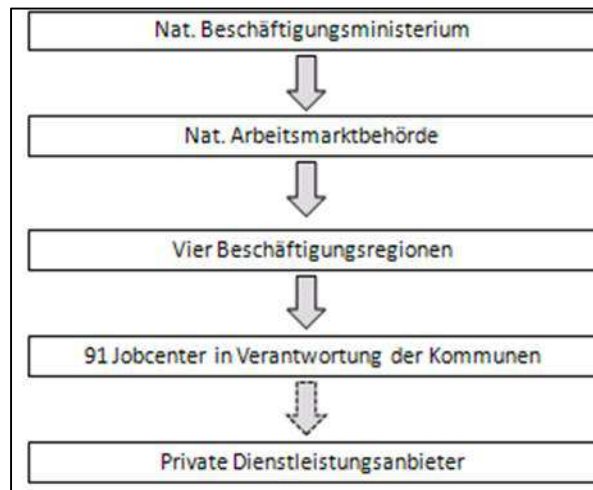 Nat. Beschäftigungsministerium
Nat. Arbeitsmarktbehörde
Vier Beschäftigungsregionen
91 Jobcenter in Verantwortung der Kommunen
Private Dienstleistungsanbieter